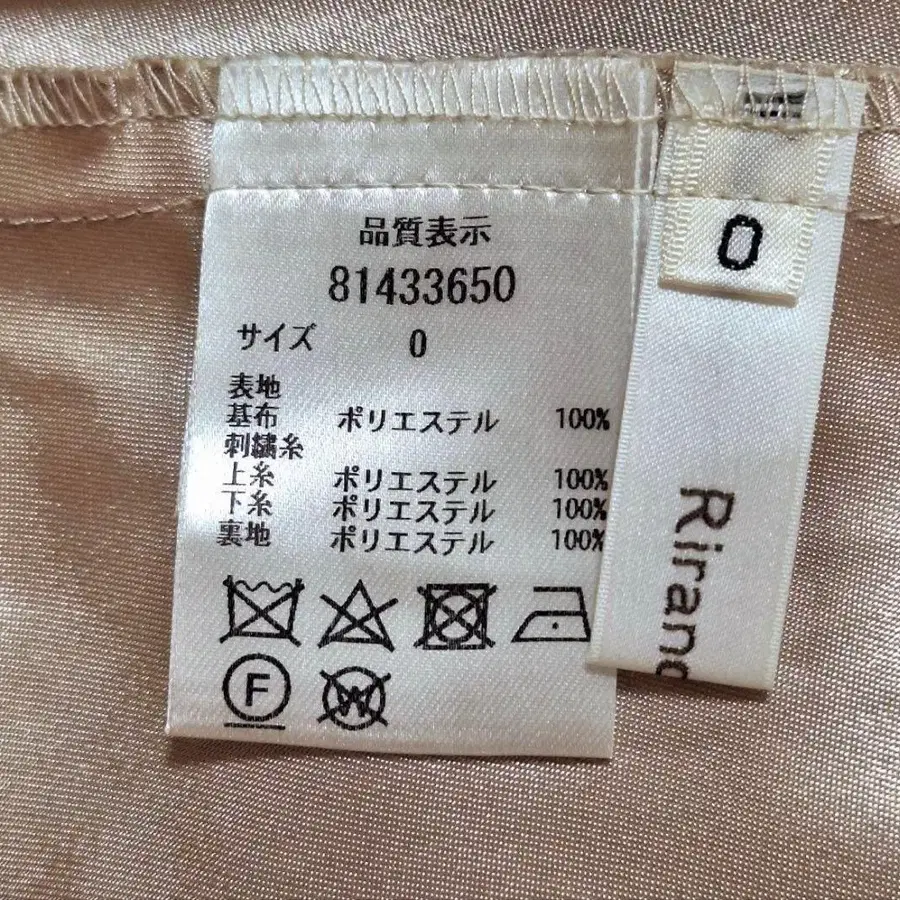 品質表示
81433650
サイズ 0
表地
基布 ポリエステル 100%
刺繍糸
上糸 ポリエステル 100%
下糸 ポリエステル 100%
裏地 ポリエステル 100%
F
W
0